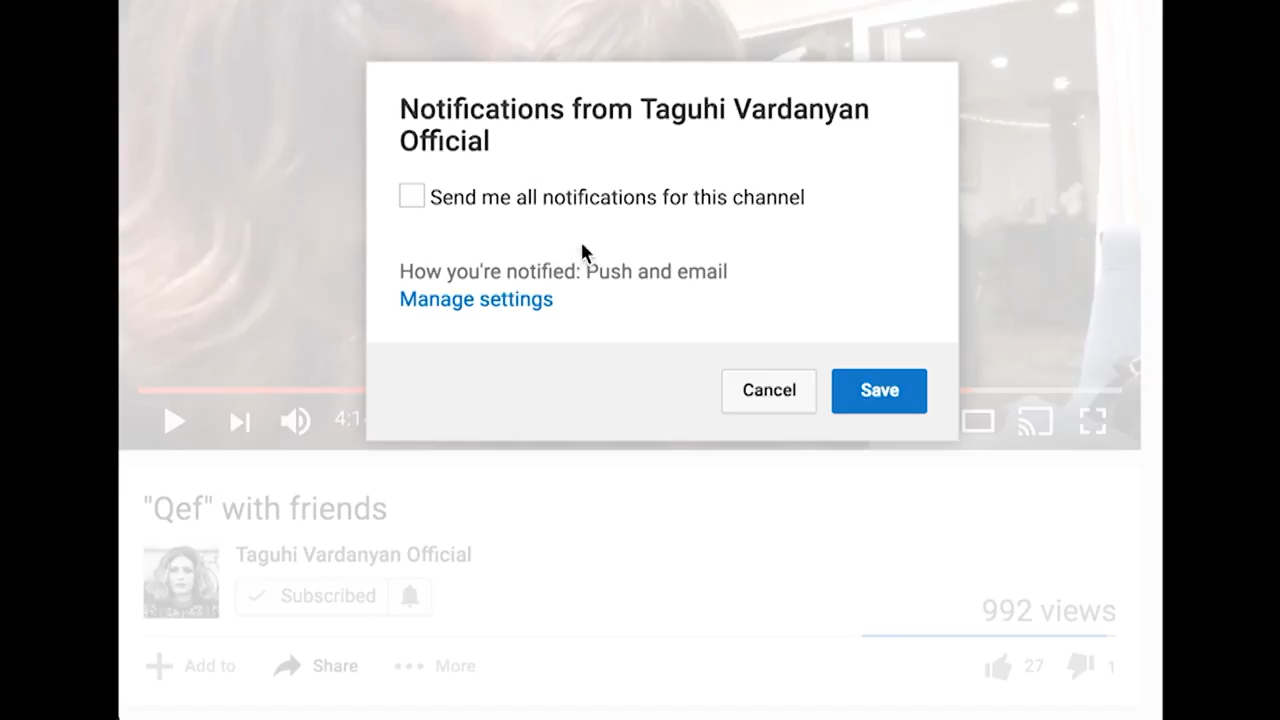 Notifications from Taguhi Vardanyan
Official
Send me all notifications for this channel
How you're notified: Push and email
Manage settings
Cancel
Save
"Qef" with friends
Taguhi Vardanyan Official
Subscribed
992 views
Add to
Share
More
27
1